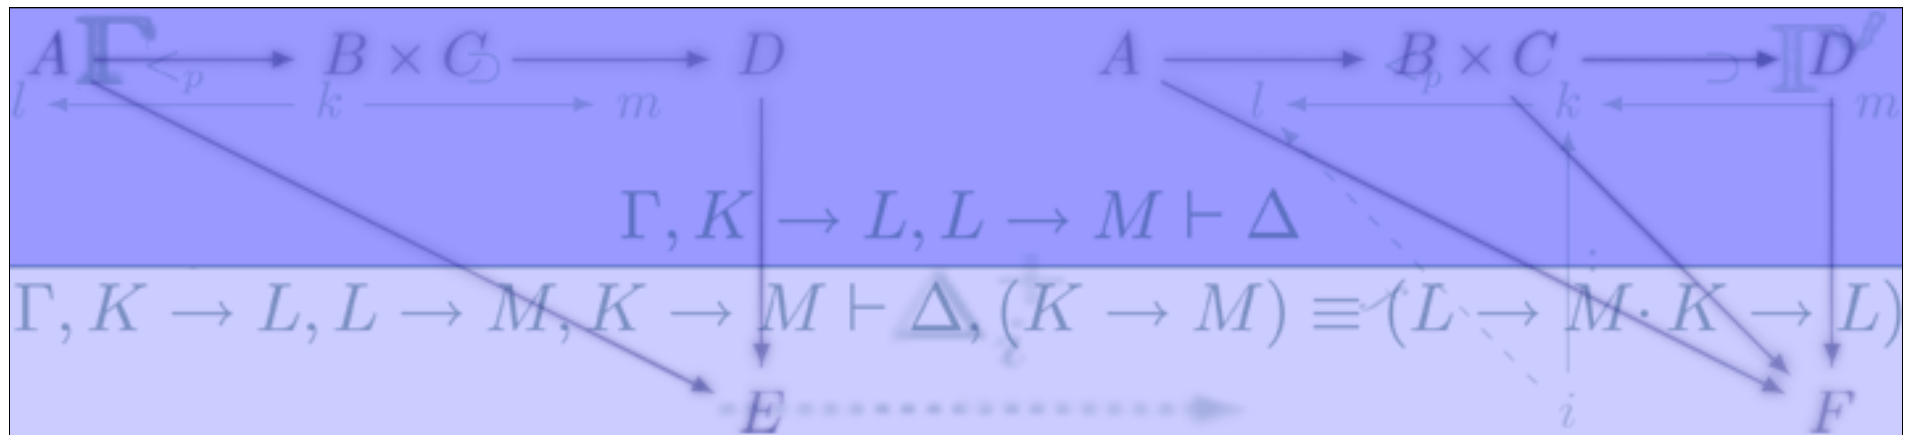 A → B × C → D A → B × C → D
l ← k → m l ← k ← m
Γ, K → L, L → M ⊢ Δ
Γ, K → L, L → M, K → M ⊢ Δ, (K → M) ≡ (L → M · K → L)
E i F